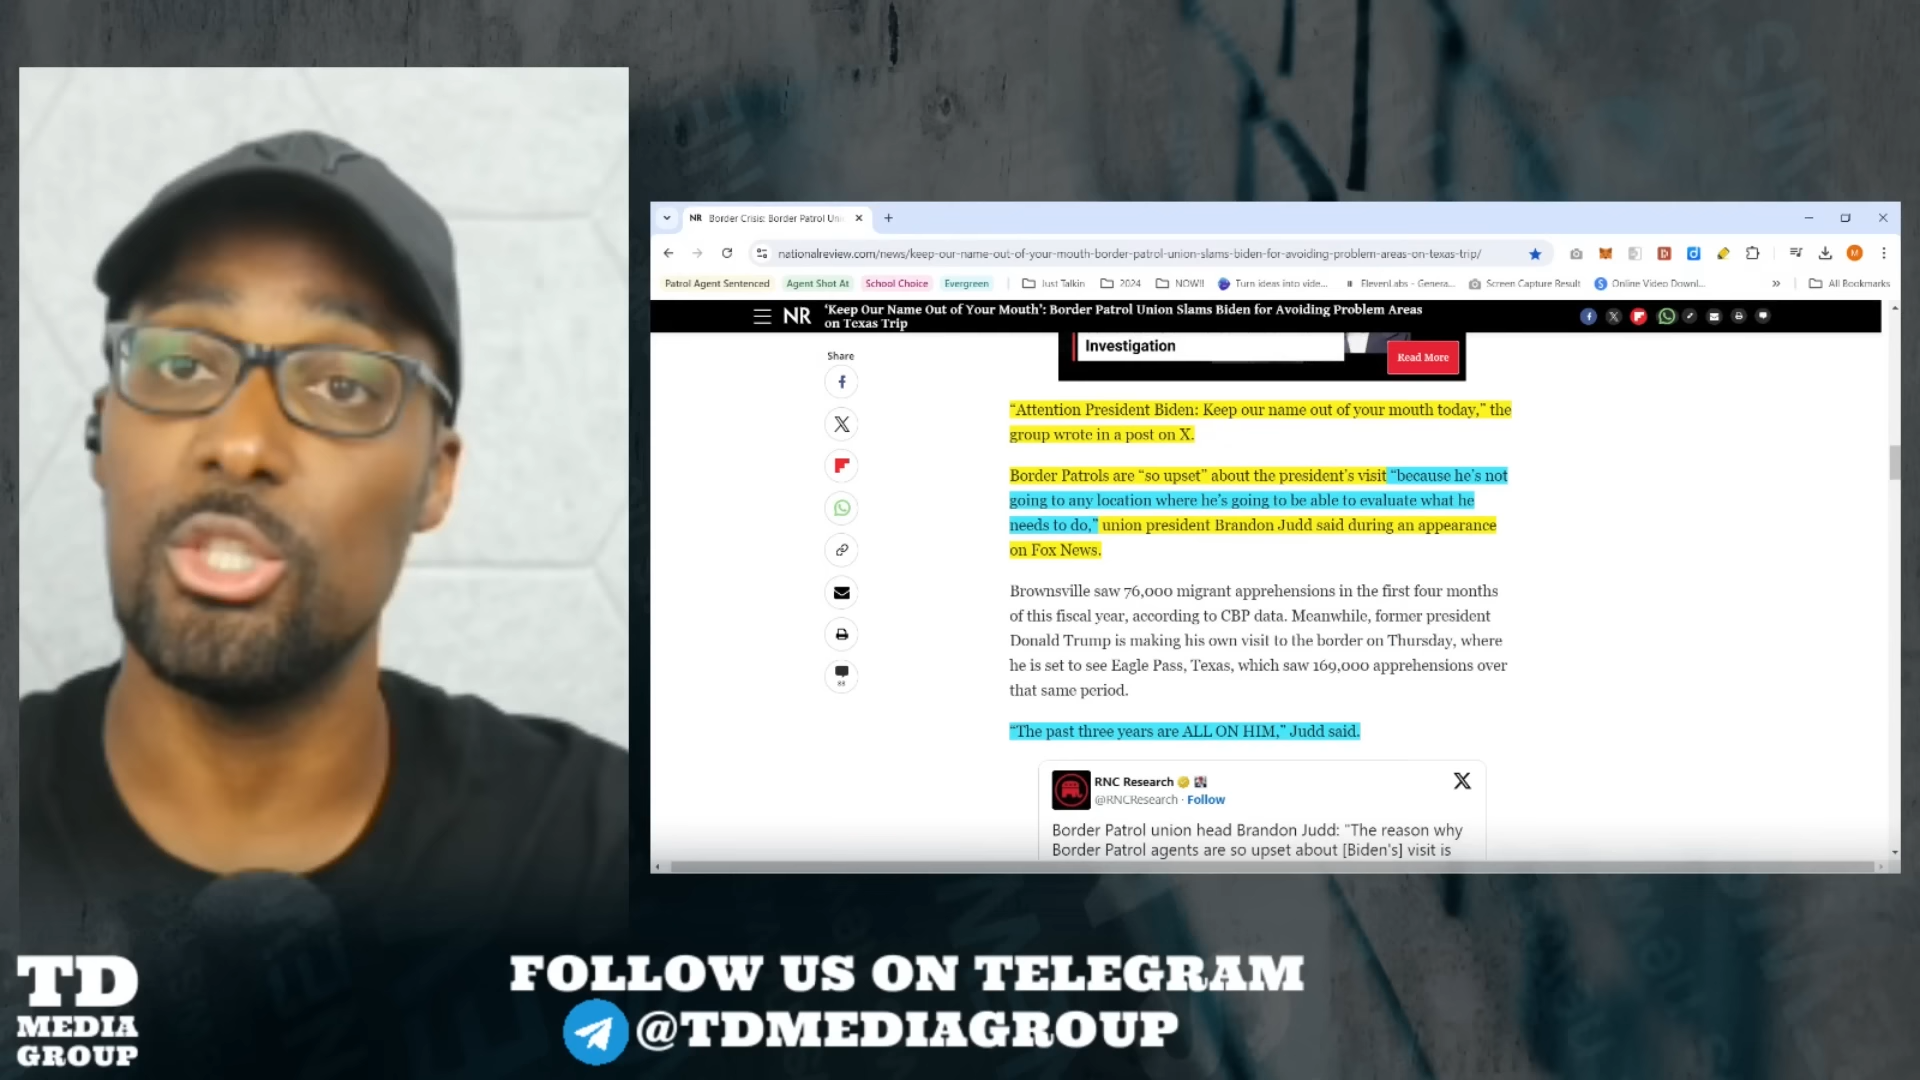 NR Border Crisis: Border Patrol Uni
nationalreview.com/news/keep-our-name-out-of-your-mouth-border-patrol-union-slams-biden-for-avoiding-problem-areas-on-texas-trip/
Patrol Agent Sentenced Agent Shot At School Choice Evergreen Just Talkin 2024 NOW!! Turn ideas into vide... ElevenLabs - Genera... Screen Capture Result Online Video Downl... » All Bookmarks
NR
‘Keep Our Name Out of Your Mouth’: Border Patrol Union Slams Biden for Avoiding Problem Areas
on Texas Trip
Investigation
Read More
Share
88
“Attention President Biden: Keep our name out of your mouth today,” the
group wrote in a post on X.
Border Patrols are “so upset” about the president’s visit “because he’s not
going to any location where he’s going to be able to evaluate what he
needs to do,” union president Brandon Judd said during an appearance
on Fox News.
Brownsville saw 76,000 migrant apprehensions in the first four months
of this fiscal year, according to CBP data. Meanwhile, former president
Donald Trump is making his own visit to the border on Thursday, where
he is set to see Eagle Pass, Texas, which saw 169,000 apprehensions over
that same period.
“The past three years are ALL ON HIM,” Judd said.
RNC Research
@RNCResearch · Follow
Border Patrol union head Brandon Judd: "The reason why
Border Patrol agents are so upset about [Biden's] visit is
TD
MEDIA
GROUP
FOLLOW US ON TELEGRAM
@TDMEDIAGROUP